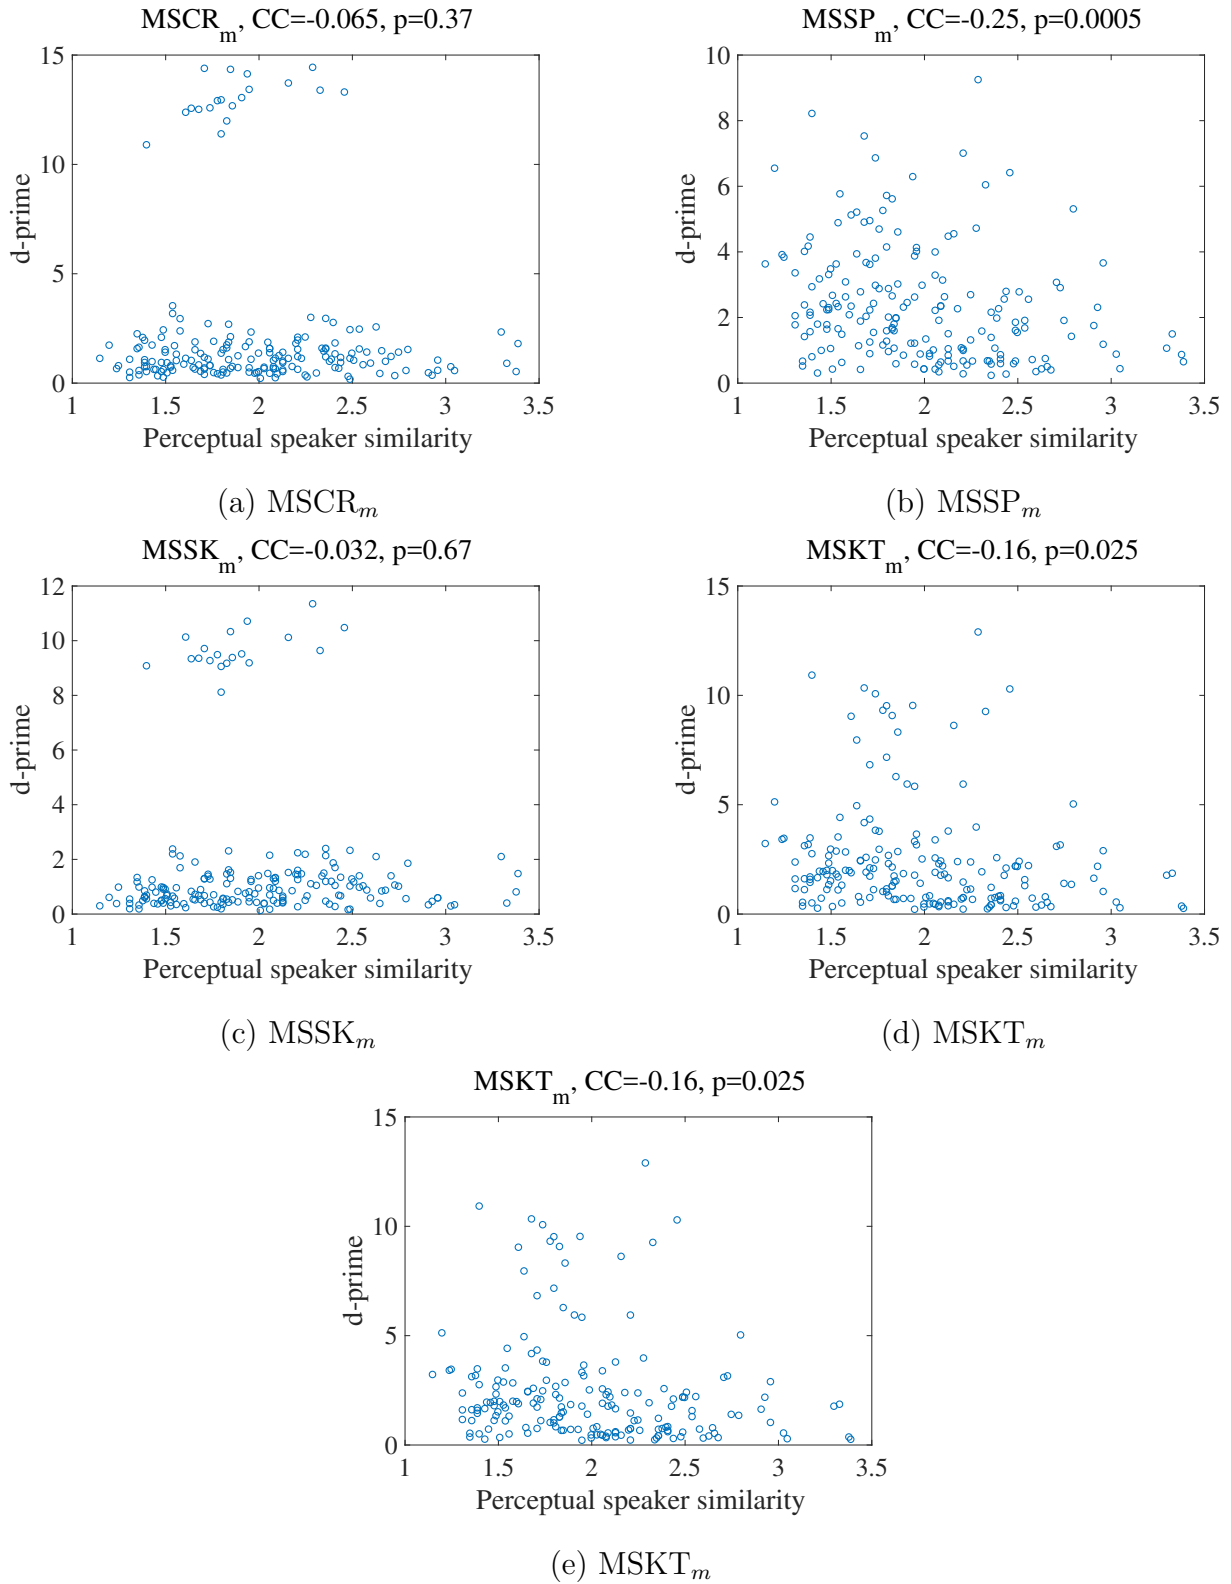 MSCR_m, CC=-0.065, p=0.37
15
10
5
0
d-prime
1 1.5 2 2.5 3 3.5
Perceptual speaker similarity
(a) MSCR_m
MSSP_m, CC=-0.25, p=0.0005
10
8
6
4
2
0
d-prime
1 1.5 2 2.5 3 3.5
Perceptual speaker similarity
(b) MSSP_m
MSSK_m, CC=-0.032, p=0.67
12
10
8
6
4
2
0
d-prime
1 1.5 2 2.5 3 3.5
Perceptual speaker similarity
(c) MSSK_m
MSKT_m, CC=-0.16, p=0.025
15
10
5
0
d-prime
1 1.5 2 2.5 3 3.5
Perceptual speaker similarity
(d) MSKT_m
MSKT_m, CC=-0.16, p=0.025
15
10
5
0
d-prime
1 1.5 2 2.5 3 3.5
Perceptual speaker similarity
(e) MSKT_m